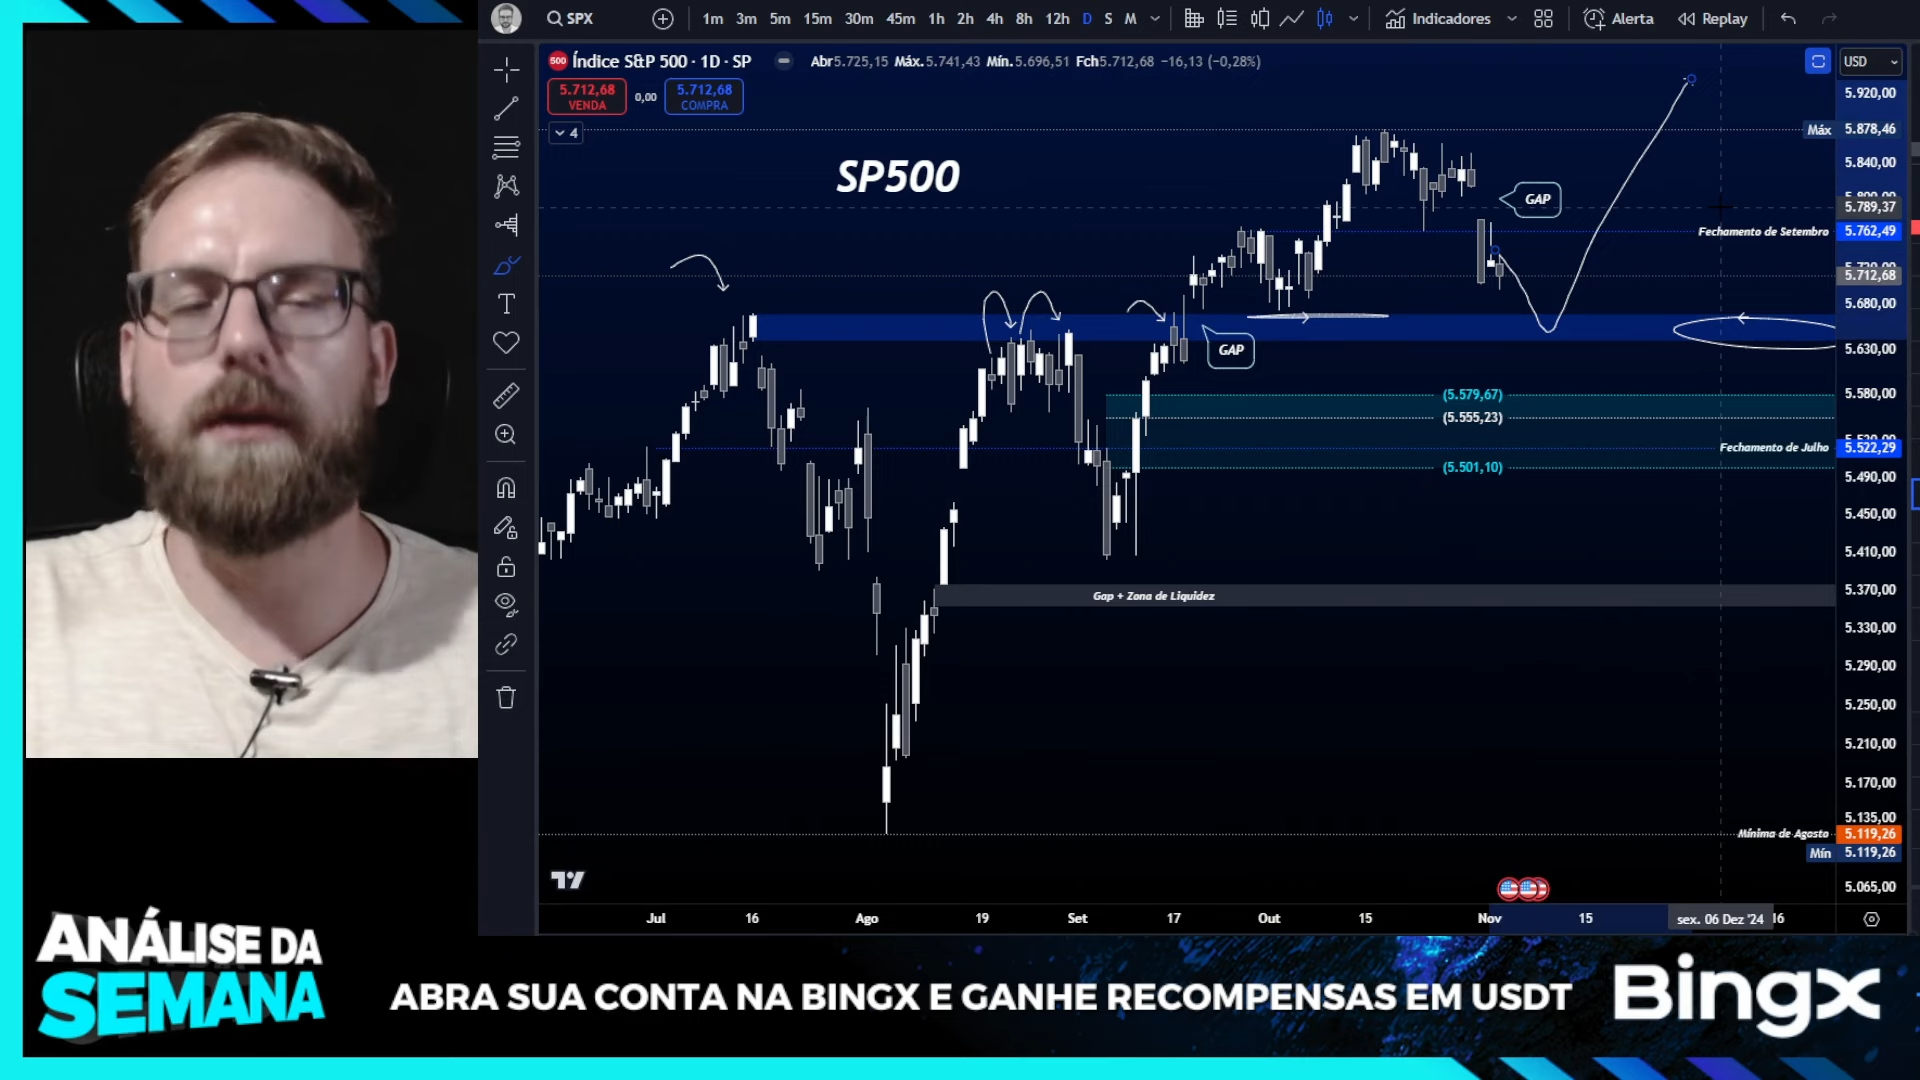 SPX
1m 3m 5m 15m 30m 45m 1h 2h 4h 8h 12h D S M
Indicadores
Alerta
Replay
500 Índice S&P 500 · 1D · SP
Abr5.725,15 Máx.5.741,43 Mín.5.696,51 Fch5.712,68 −16,13 (−0,28%)
USD
5.712,68
VENDA
0,00
5.712,68
COMPRA
4
SP500
GAP
GAP
5.920,00
Máx 5.878,46
5.840,00
5.789,37
Fechamento de Setembro 5.762,49
5.712,68
5.680,00
5.630,00
(5.579,67)
5.580,00
(5.555,23)
Fechamento de Julho 5.522,29
(5.501,10)
5.490,00
5.450,00
5.410,00
5.370,00
Gap + Zona de Liquidez
5.330,00
5.290,00
5.250,00
5.210,00
5.170,00
5.135,00
Mínima de Agosto 5.119,26
Mín 5.119,26
5.065,00
Jul 16 Ago 19 Set 17 Out 15 Nov 15 sex. 06 Dez '24 16
ANÁLISE DA
SEMANA
ABRA SUA CONTA NA BINGX E GANHE RECOMPENSAS EM USDT
BingX